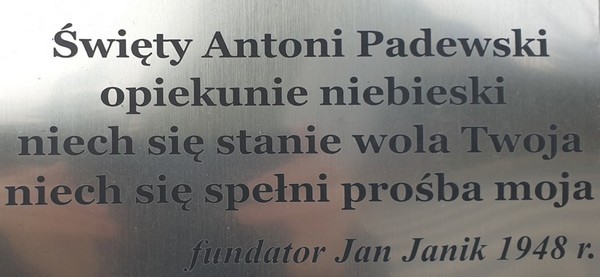 Święty Antoni Padewski
opiekunie niebieski
niech się stanie wola Twoja
niech się spełni prośba moja
fundator Jan Janik 1948 r.